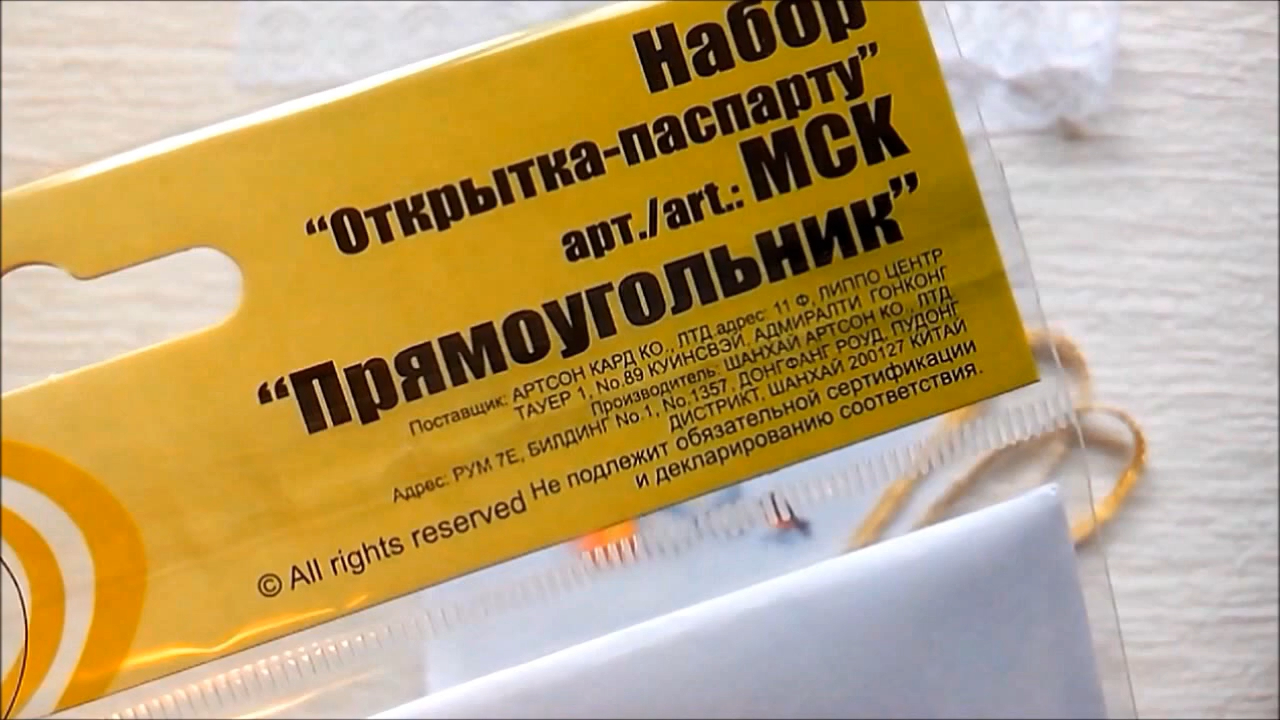 Набор
“Открытка-паспарту”
арт./art.: МСК
“Прямоугольник”
Поставщик: АРТСОН КАРД КО., ЛТД адрес: 11 Ф, ЛИППО ЦЕНТР
ТАУЕР 1, No.89 КУИНСВЭЙ, АДМИРАЛТИ ГОНКОНГ
Производитель: ШАНХАЙ АРТСОН КО., ЛТД.
Адрес: РУМ 7Е, БИЛДИНГ No.1, No.1357, ДОНГФАНГ РОУД, ПУДОНГ
ДИСТРИКТ, ШАНХАЙ 200127 КИТАЙ
Не подлежит обязательной сертификации
и декларированию соответствия.
© All rights reserved